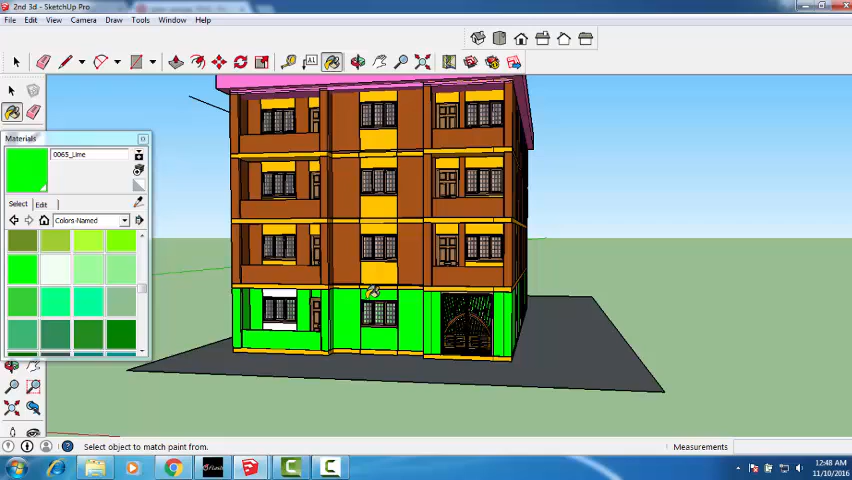 2nd 3d - SketchUp Pro
File Edit View Camera Draw Tools Window Help
Materials
0065_Lime
Select Edit
Colors-Named
Select object to match paint from.
Measurements
12:48 AM
11/10/2016